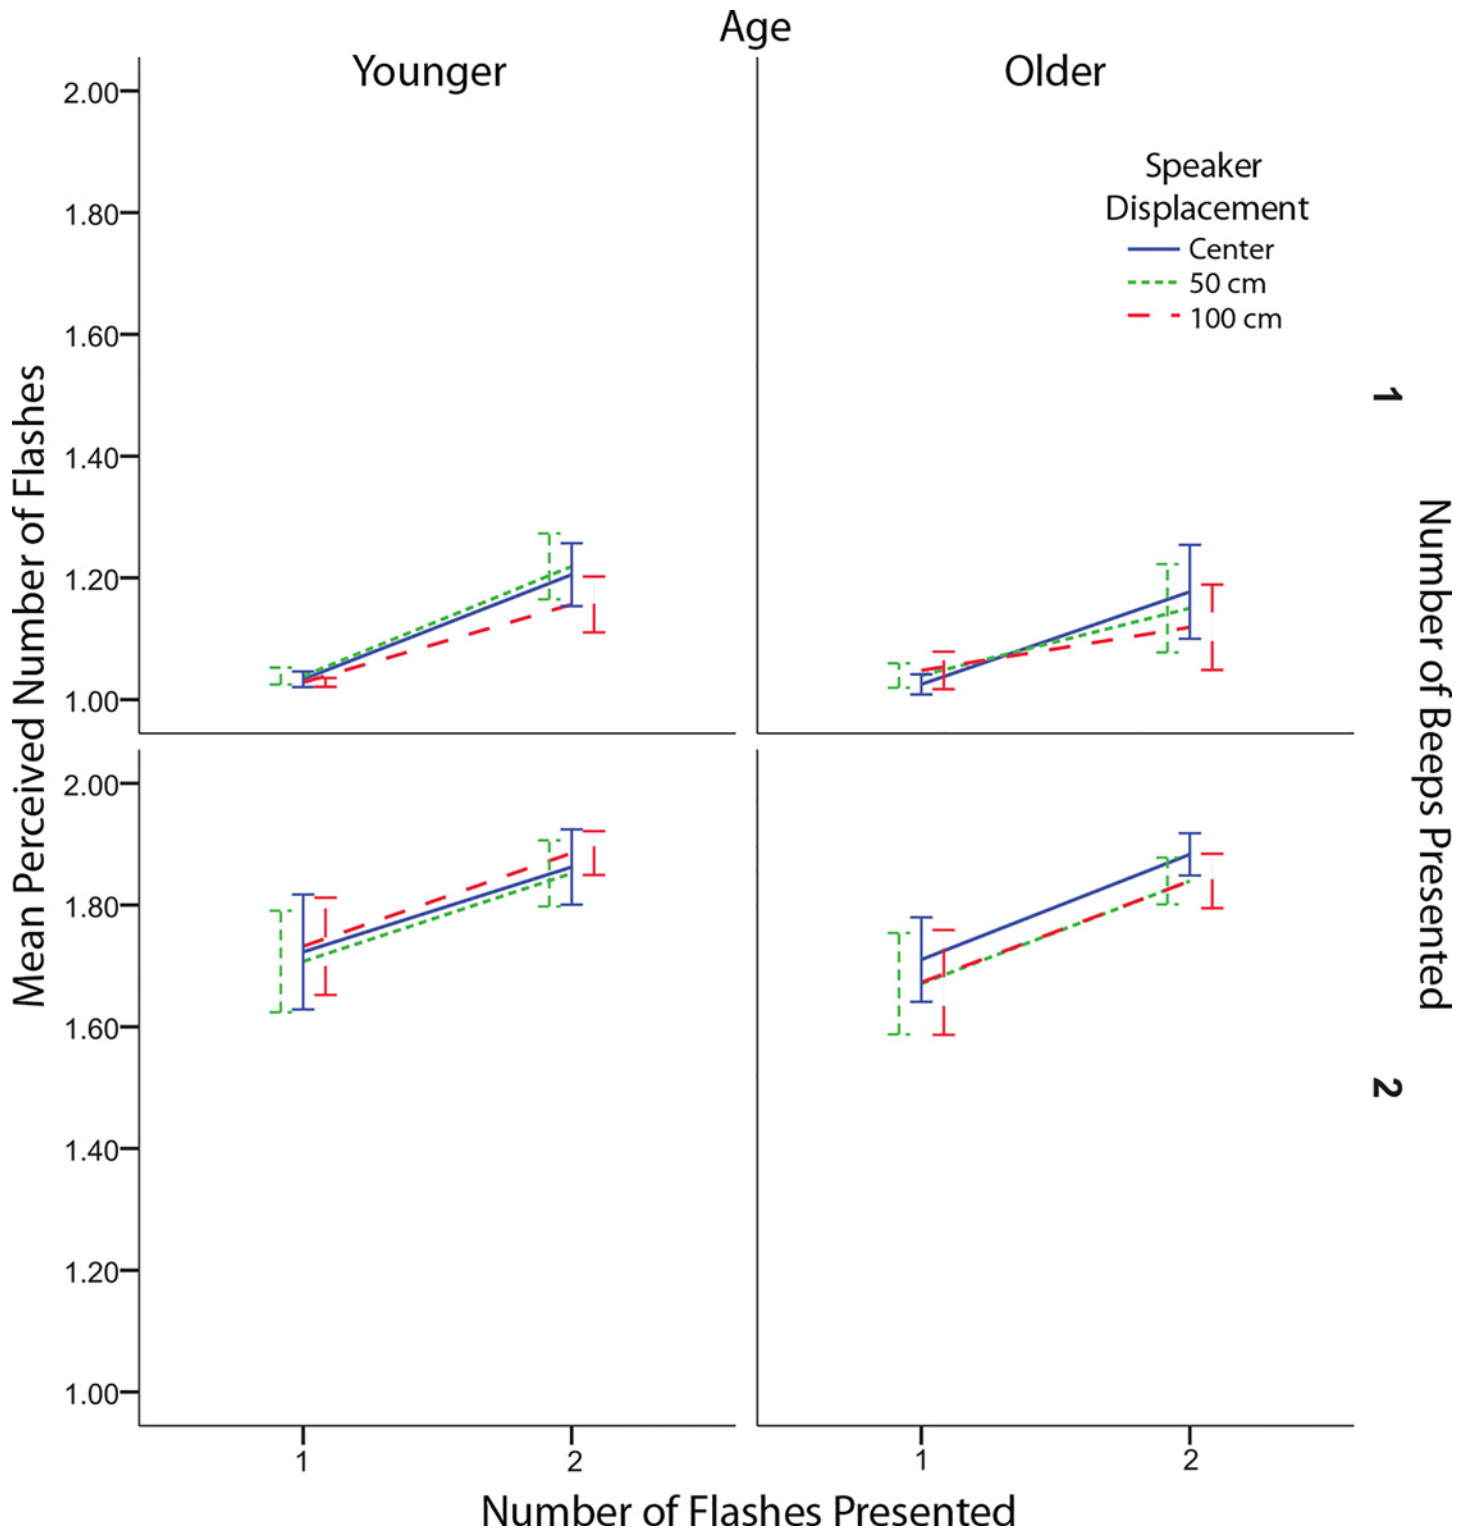 Age
Younger
Older
2.00
1.80
1.60
1.40
1.20
1.00
Speaker
Displacement
Center
50 cm
100 cm
1
Mean Perceived Number of Flashes
Number of Beeps Presented
2.00
1.80
1.60
1.40
1.20
1.00
2
1
2
1
2
Number of Flashes Presented